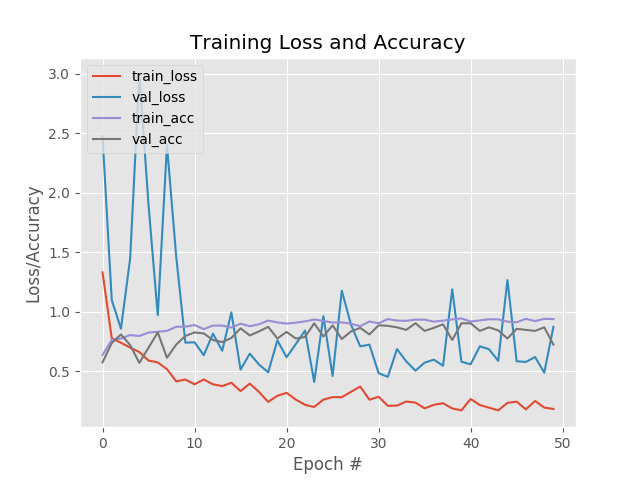 Training Loss and Accuracy
train_loss
val_loss
train_acc
val_acc
3.0
2.5
2.0
1.5
1.0
0.5
Loss/Accuracy
0 10 20 30 40 50
Epoch #